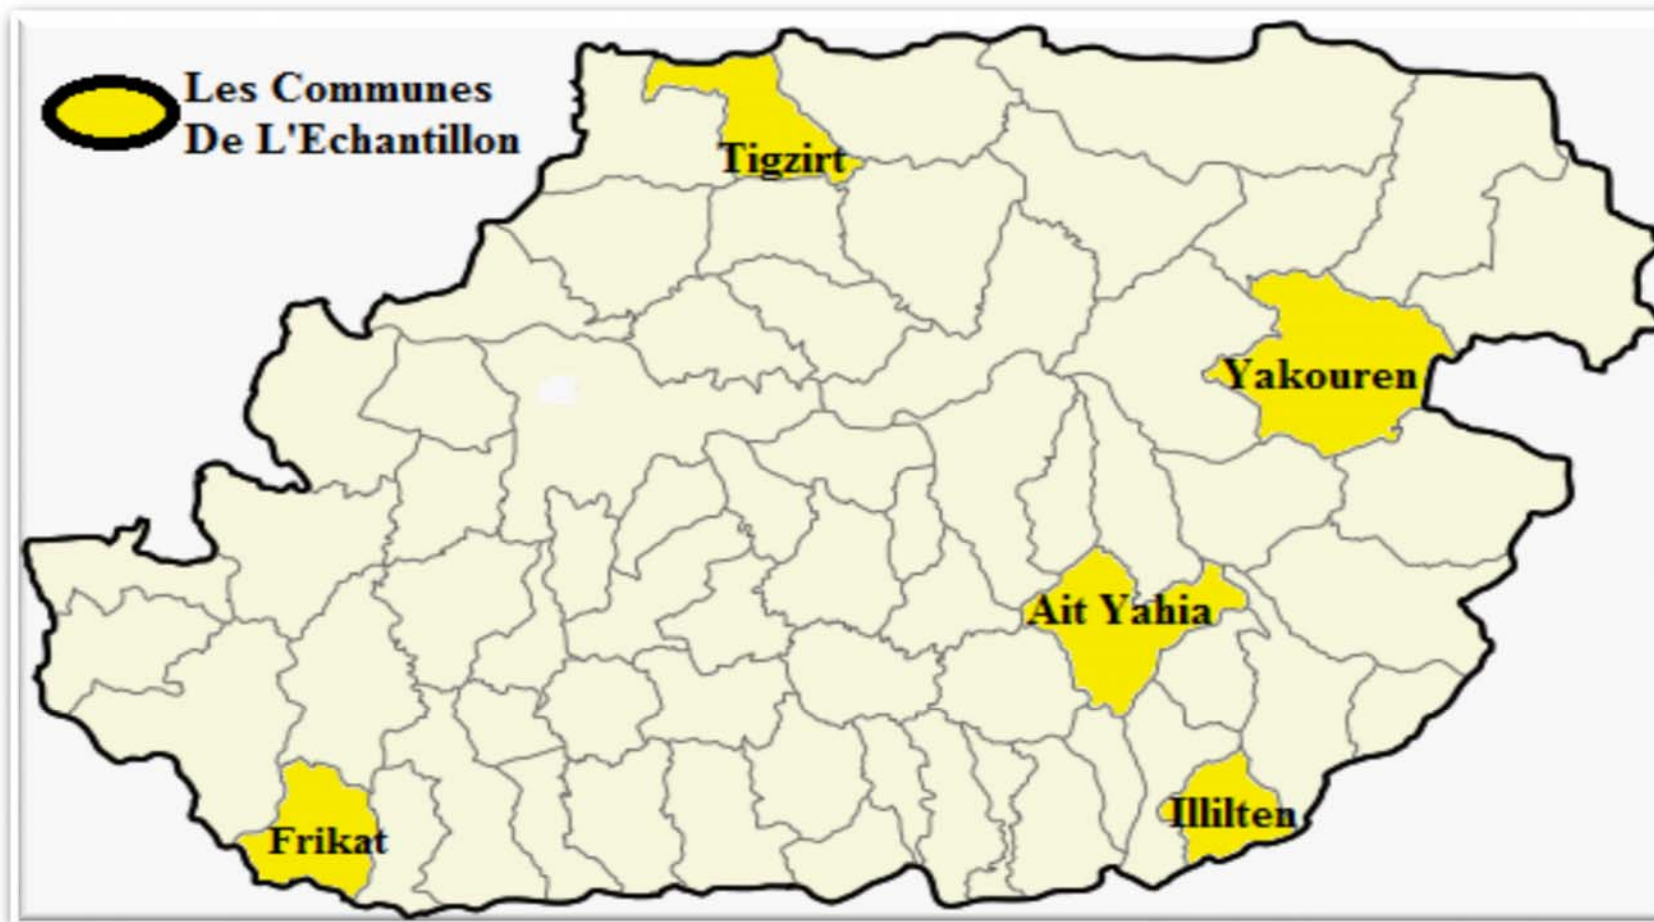 Les Communes
De L'Echantillon
Tigzirt
Yakouren
Ait Yahia
Illilten
Frikat